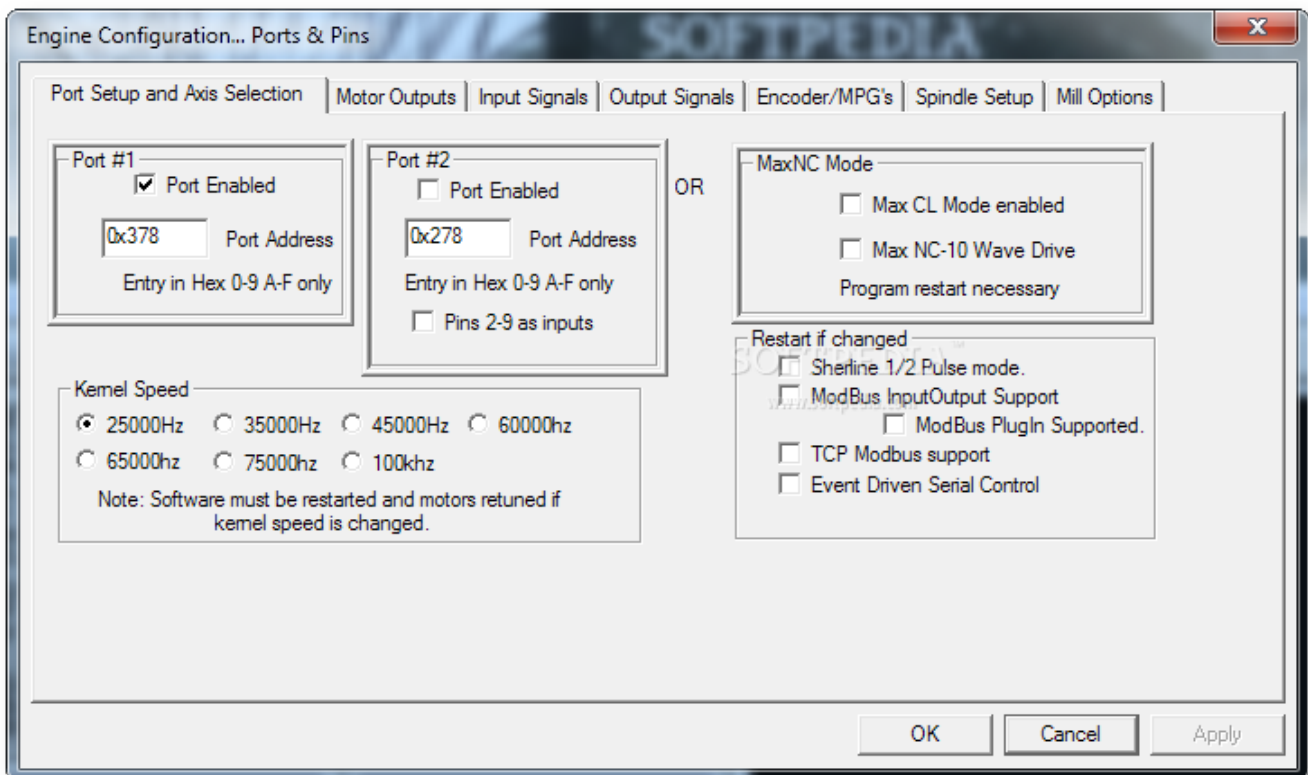 SOFTPEDIA
Engine Configuration... Ports & Pins
Port Setup and Axis Selection
Motor Outputs
Input Signals
Output Signals
Encoder/MPG's
Spindle Setup
Mill Options
Port #1
Port Enabled
0x378
Port Address
Entry in Hex 0-9 A-F only
Port #2
Port Enabled
0x278
Port Address
Entry in Hex 0-9 A-F only
Pins 2-9 as inputs
OR
MaxNC Mode
Max CL Mode enabled
Max NC-10 Wave Drive
Program restart necessary
Kernel Speed
25000Hz
35000Hz
45000Hz
60000hz
65000hz
75000hz
100khz
Note: Software must be restarted and motors retuned if
kernel speed is changed.
Restart if changed
SOFTPEDIA™
Sherline 1/2 Pulse mode.
ModBus InputOutput Support
www.softpedia.com
ModBus PlugIn Supported.
TCP Modbus support
Event Driven Serial Control
OK
Cancel
Apply